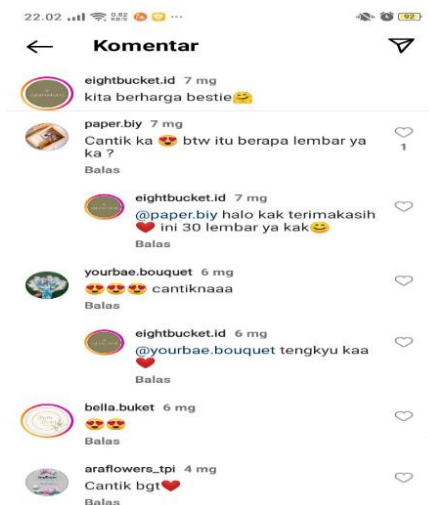 22.02
92
Komentar
eightbucket.id 7 mg
kita berharga bestie🤗
paper.biy 7 mg
Cantik ka 😍 btw itu berapa lembar ya
ka ?
1
Balas
eightbucket.id 7 mg
@paper.biy halo kak terimakasih
❤️ ini 30 lembar ya kak😊
Balas
yourbae.bouquet 6 mg
😍😍😍 cantiknaaa
Balas
eightbucket.id 6 mg
@yourbae.bouquet tengkyu kaa
❤️
Balas
bella.buket 6 mg
😍😍
Balas
araflowers_tpi 4 mg
Cantik bgt❤️
Balas